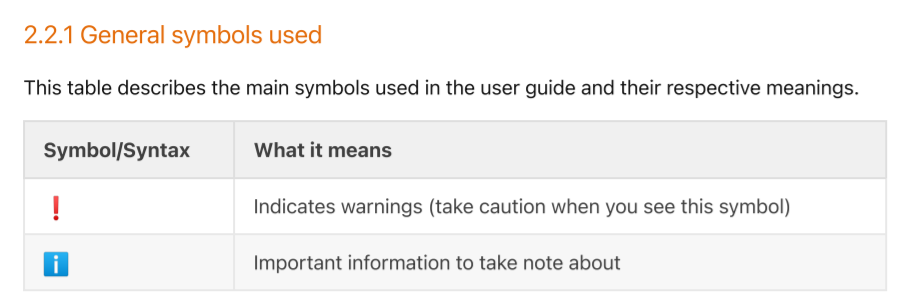 2.2.1 General symbols used
This table describes the main symbols used in the user guide and their respective meanings.
Symbol/Syntax What it means
❗ Indicates warnings (take caution when you see this symbol)
ℹ️ Important information to take note about